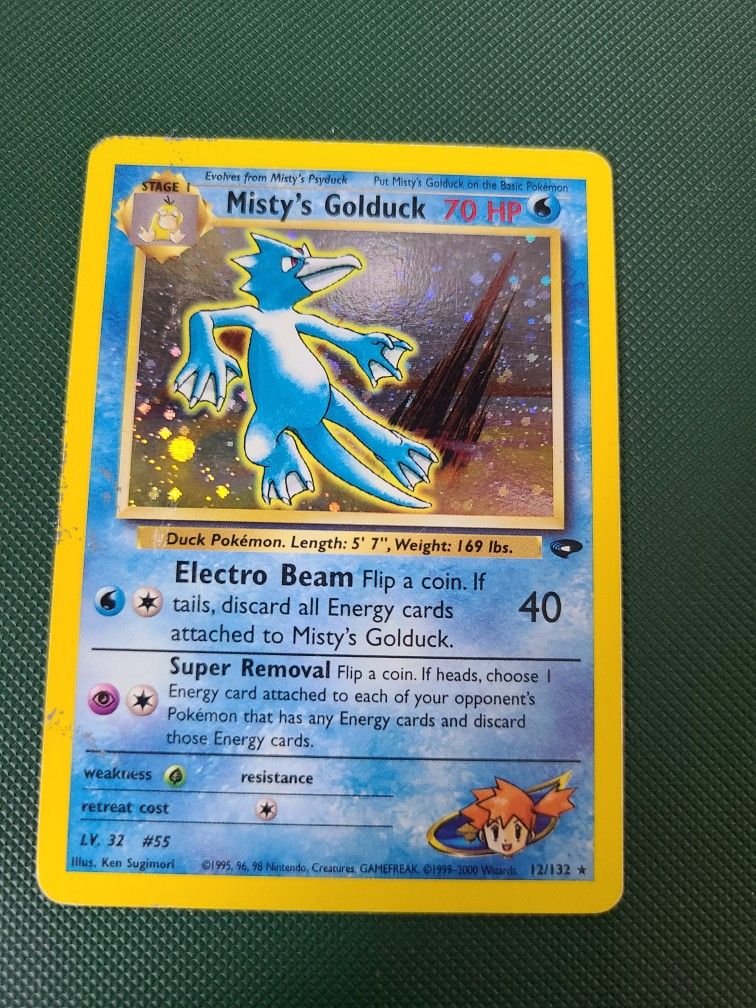 Evolves from Misty's Psyduck Put Misty's Golduck on the Basic Pokémon
STAGE 1
Misty's Golduck 70 HP
Duck Pokémon. Length: 5' 7", Weight: 169 lbs.
Electro Beam Flip a coin. If
tails, discard all Energy cards 40
attached to Misty's Golduck.
Super Removal Flip a coin. If heads, choose 1
Energy card attached to each of your opponent's
Pokémon that has any Energy cards and discard
those Energy cards.
weakness resistance
retreat cost
LV. 32 #55
Illus. Ken Sugimori ©1995, 96, 98 Nintendo, Creatures, GAMEFREAK. ©1999-2000 Wizards. 12/132 ★